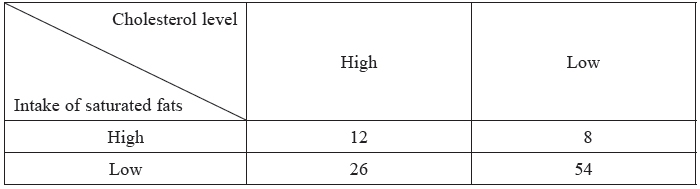 Cholesterol level
High
Low
Intake of saturated fats
High 12 8
Low 26 54